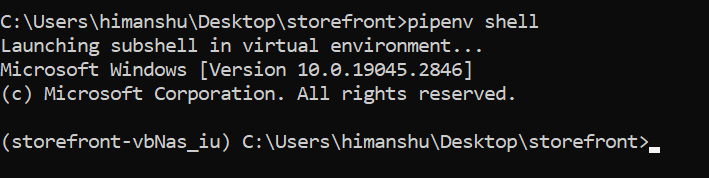 C:\Users\himanshu\Desktop\storefront>pipenv shell
Launching subshell in virtual environment...
Microsoft Windows [Version 10.0.19045.2846]
(c) Microsoft Corporation. All rights reserved.
(storefront-vbNas_iu) C:\Users\himanshu\Desktop\storefront>